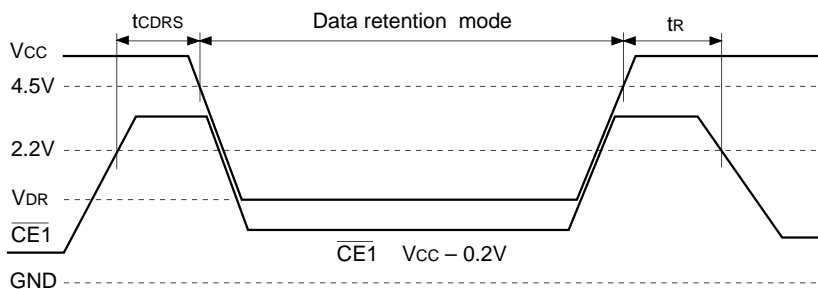 tCDRS Data retention mode tR
VCC
4.5V
2.2V
VDR
CE1
CE1 VCC – 0.2V
GND